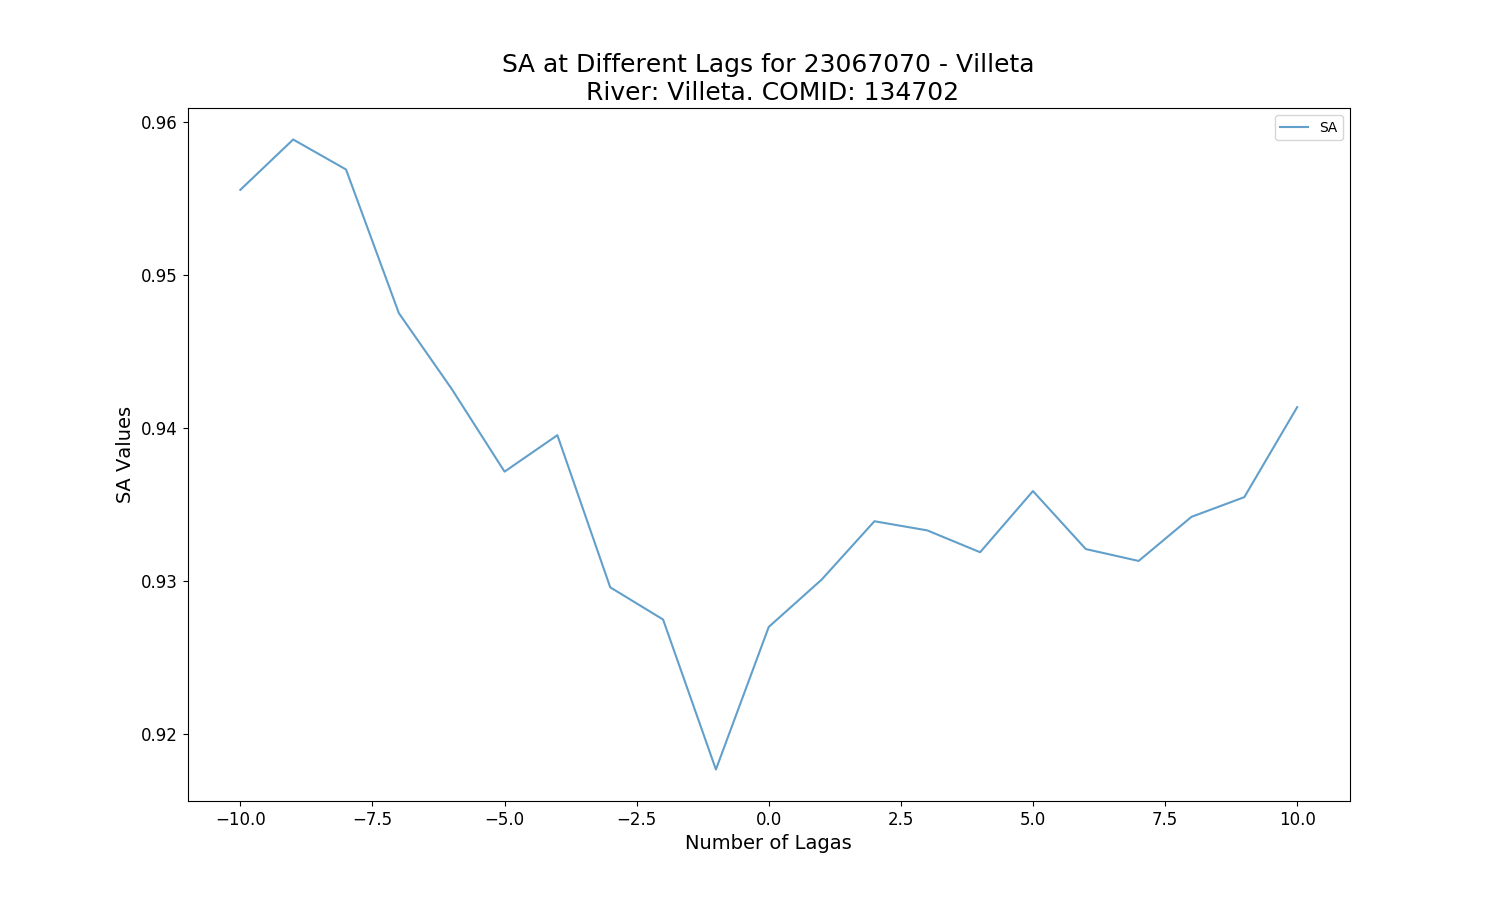 SA at Different Lags for 23067070 - Villeta
River: Villeta. COMID: 134702
SA
0.96
0.95
0.94
0.93
0.92
SA Values
−10.0 −7.5 −5.0 −2.5 0.0 2.5 5.0 7.5 10.0
Number of Lagas